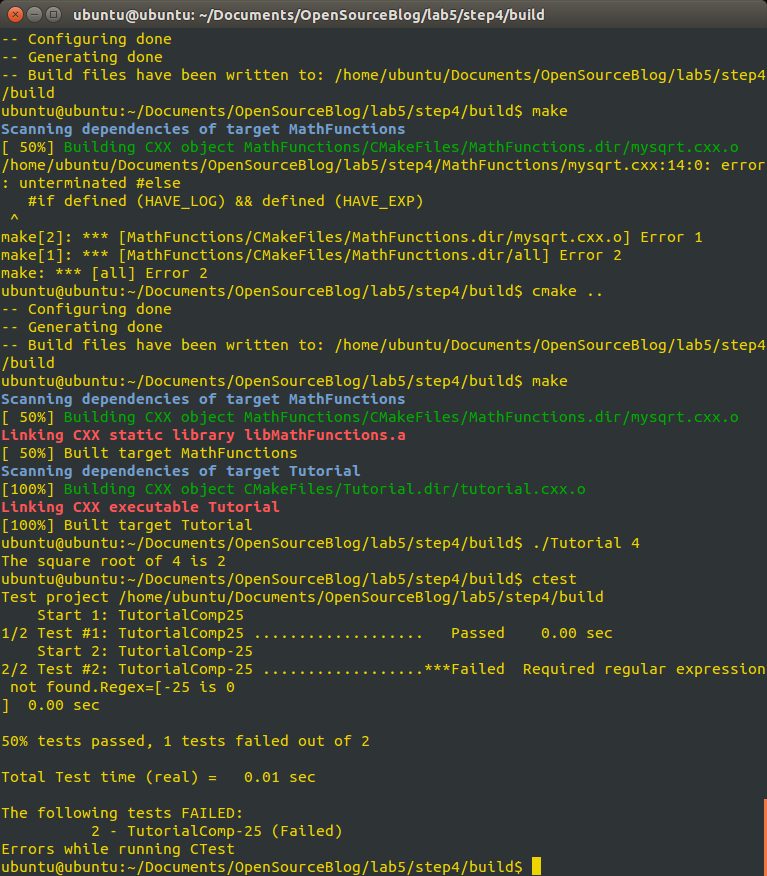 ubuntu@ubuntu: ~/Documents/OpenSourceBlog/lab5/step4/build
-- Configuring done
-- Generating done
-- Build files have been written to: /home/ubuntu/Documents/OpenSourceBlog/lab5/step4
/build
ubuntu@ubuntu:~/Documents/OpenSourceBlog/lab5/step4/build$ make
Scanning dependencies of target MathFunctions
[ 50%] Building CXX object MathFunctions/CMakeFiles/MathFunctions.dir/mysqrt.cxx.o
/home/ubuntu/Documents/OpenSourceBlog/lab5/step4/MathFunctions/mysqrt.cxx:14:0: error
: unterminated #else
   #if defined (HAVE_LOG) && defined (HAVE_EXP)
 ^
make[2]: *** [MathFunctions/CMakeFiles/MathFunctions.dir/mysqrt.cxx.o] Error 1
make[1]: *** [MathFunctions/CMakeFiles/MathFunctions.dir/all] Error 2
make: *** [all] Error 2
ubuntu@ubuntu:~/Documents/OpenSourceBlog/lab5/step4/build$ cmake ..
-- Configuring done
-- Generating done
-- Build files have been written to: /home/ubuntu/Documents/OpenSourceBlog/lab5/step4
/build
ubuntu@ubuntu:~/Documents/OpenSourceBlog/lab5/step4/build$ make
Scanning dependencies of target MathFunctions
[ 50%] Building CXX object MathFunctions/CMakeFiles/MathFunctions.dir/mysqrt.cxx.o
Linking CXX static library libMathFunctions.a
[ 50%] Built target MathFunctions
Scanning dependencies of target Tutorial
[100%] Building CXX object CMakeFiles/Tutorial.dir/tutorial.cxx.o
Linking CXX executable Tutorial
[100%] Built target Tutorial
ubuntu@ubuntu:~/Documents/OpenSourceBlog/lab5/step4/build$ ./Tutorial 4
The square root of 4 is 2
ubuntu@ubuntu:~/Documents/OpenSourceBlog/lab5/step4/build$ ctest
Test project /home/ubuntu/Documents/OpenSourceBlog/lab5/step4/build
    Start 1: TutorialComp25
1/2 Test #1: TutorialComp25 ...................   Passed    0.00 sec
    Start 2: TutorialComp-25
2/2 Test #2: TutorialComp-25 ..................***Failed  Required regular expression
 not found.Regex=[-25 is 0
]  0.00 sec

50% tests passed, 1 tests failed out of 2

Total Test time (real) =   0.01 sec

The following tests FAILED:
          2 - TutorialComp-25 (Failed)
Errors while running CTest
ubuntu@ubuntu:~/Documents/OpenSourceBlog/lab5/step4/build$